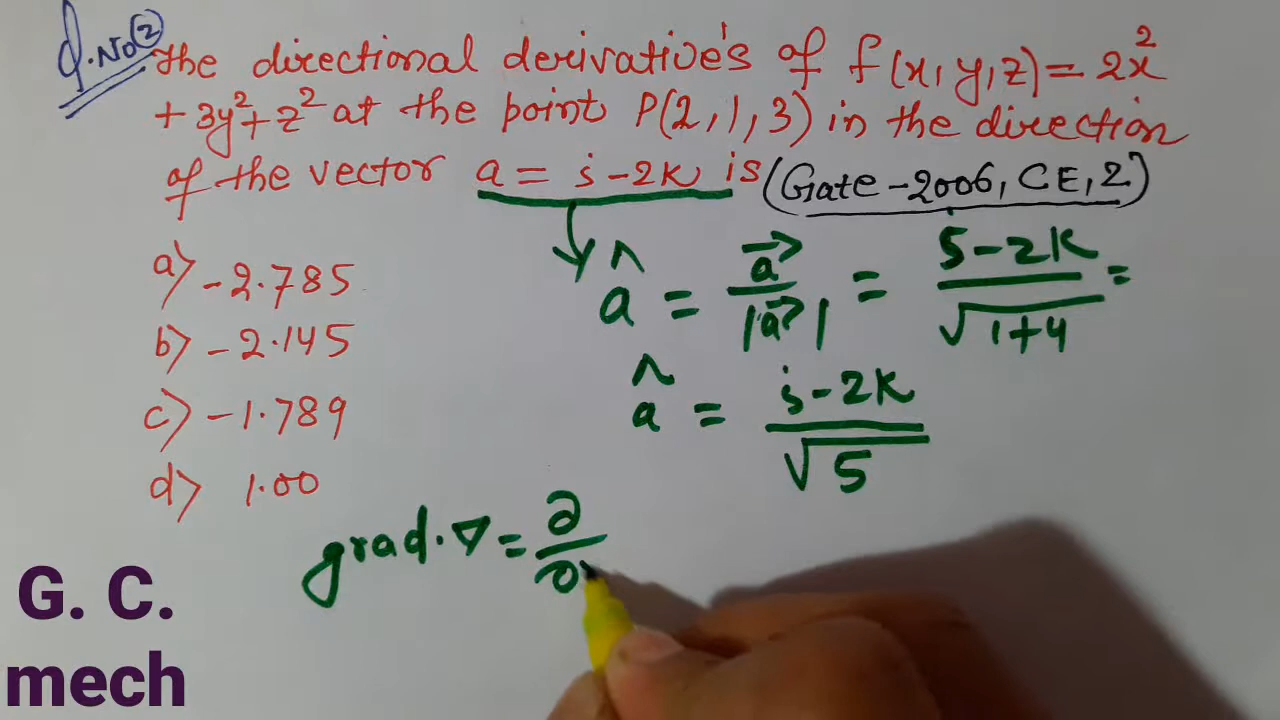 Q.No ②
The directional derivative's of f(x,y,z)=2x²
+3y²+z² at the point P(2,1,3) in the direction
of the vector a = i-2k is (Gate-2006, CE, 2)
a) -2.785
b) -2.145
c) -1.789
d) 1.00
â = a⃗ / |a⃗| = i-2k / √1+4 =
â = i-2k / √5
grad.∇ = ∂ / ∂
G. C.
mech